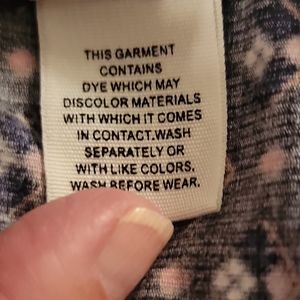 THIS GARMENT
CONTAINS
DYE WHICH MAY
DISCOLOR MATERIALS
WITH WHICH IT COMES
IN CONTACT.WASH
SEPARATELY OR
WITH LIKE COLORS.
WASH BEFORE WEAR.